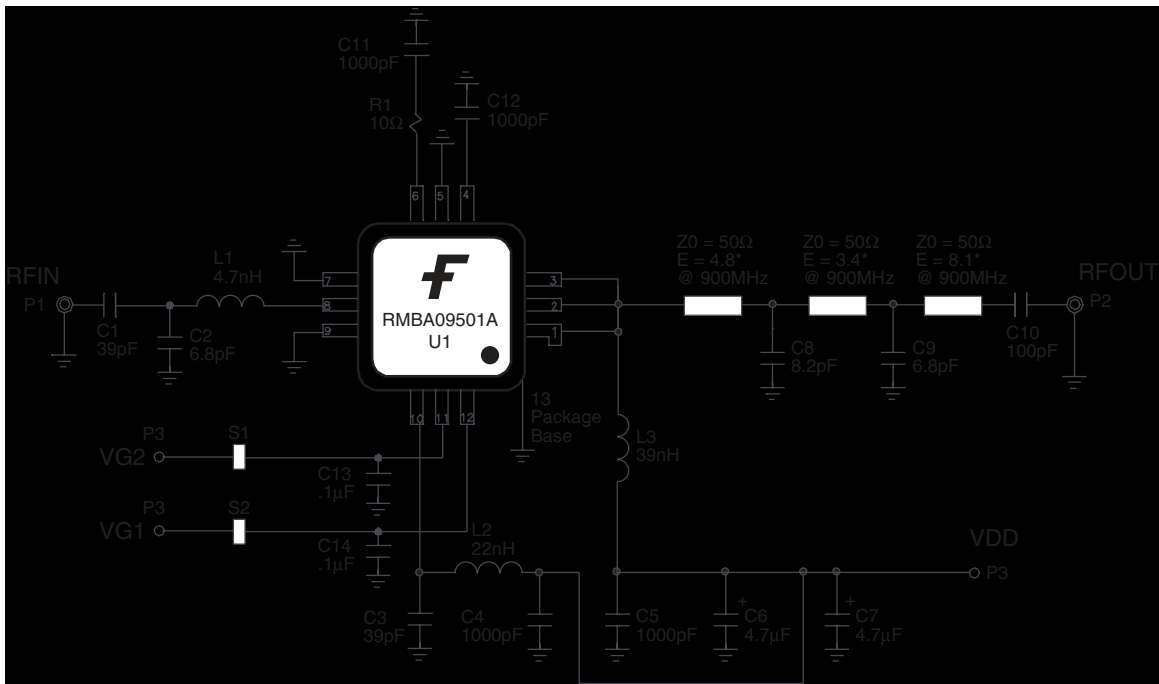 C11
1000pF
C12
1000pF
R1
10Ω
6
5
4
Z0 = 50Ω
E = 4.8°
@ 900MHz
Z0 = 50Ω
E = 3.4°
@ 900MHz
Z0 = 50Ω
E = 8.1°
@ 900MHz
RFIN
P1
L1
4.7nH
7
8
9
3
2
1
RFOUT
P2
C1
39pF
C2
6.8pF
RMBA09501A
U1
C8
8.2pF
C9
6.8pF
C10
100pF
10
11
12
13
Package
Base
L3
39nH
P3
S1
VG2
C13
.1µF
P3
S2
VG1
C14
.1µF
L2
22nH
VDD
P3
C3
39pF
C4
1000pF
C5
1000pF
+
C6
4.7µF
+
C7
4.7µF